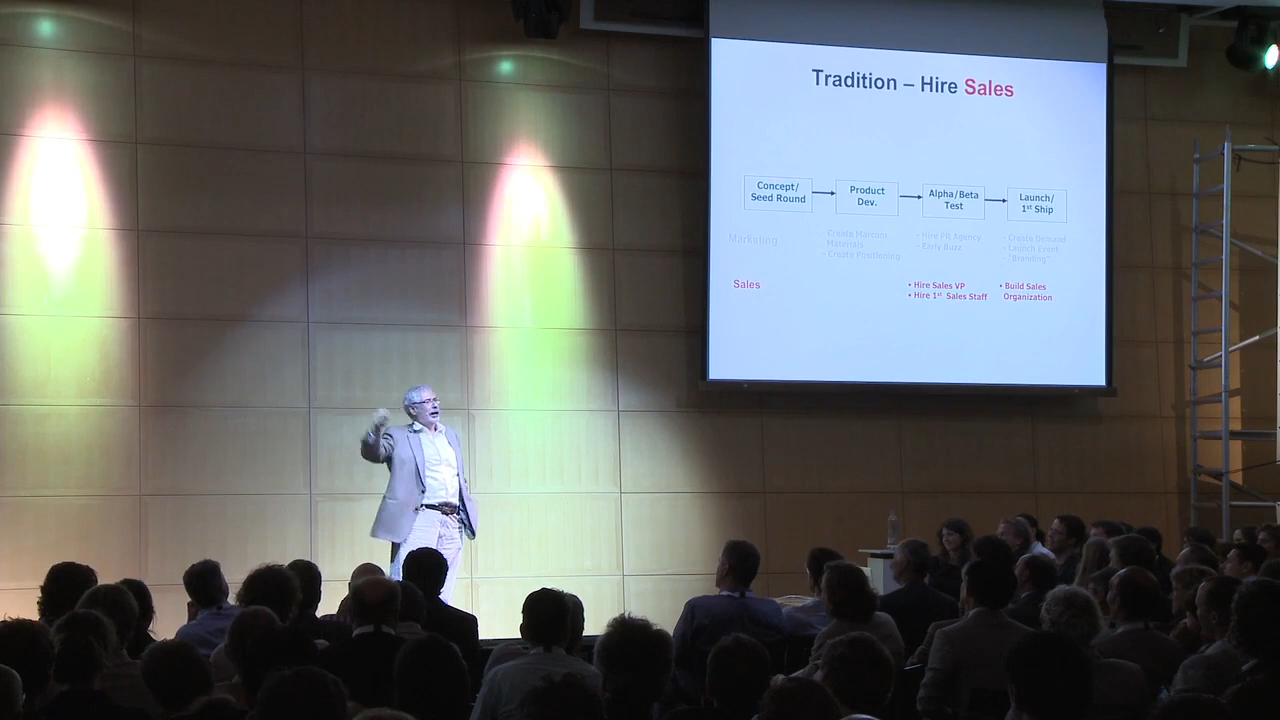 Tradition – Hire Sales
Concept/
Seed Round
Product
Dev.
Alpha/Beta
Test
Launch/
1st Ship
Marketing
- Create Marcom
Materials
- Create Positioning
- Hire PR Agency
- Early Buzz
- Create Demand
- Launch Event
- "Branding"
Sales
• Hire Sales VP
• Hire 1st Sales Staff
• Build Sales
Organization